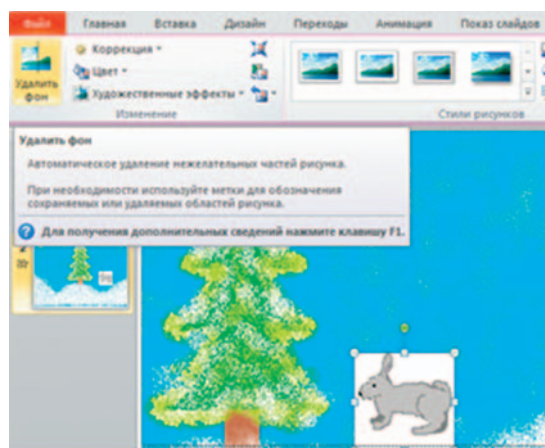 Файл Главная Вставка Дизайн Переходы Анимация Показ слайдов
Удалить фон
Коррекция
Цвет
Художественные эффекты
Изменение
Стили рисунков
Удалить фон
Автоматическое удаление нежелательных частей рисунка.
При необходимости используйте метки для обозначения
сохраняемых или удаляемых областей рисунка.
Для получения дополнительных сведений нажмите клавишу F1.